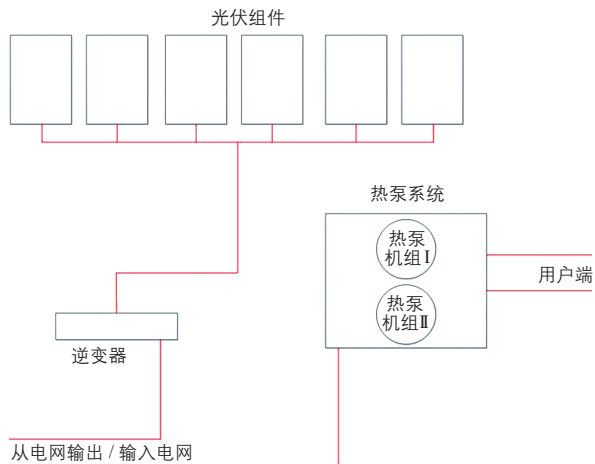 光伏组件
热泵系统
热泵
机组Ⅰ
用户端
热泵
机组Ⅱ
逆变器
从电网输出 / 输入电网